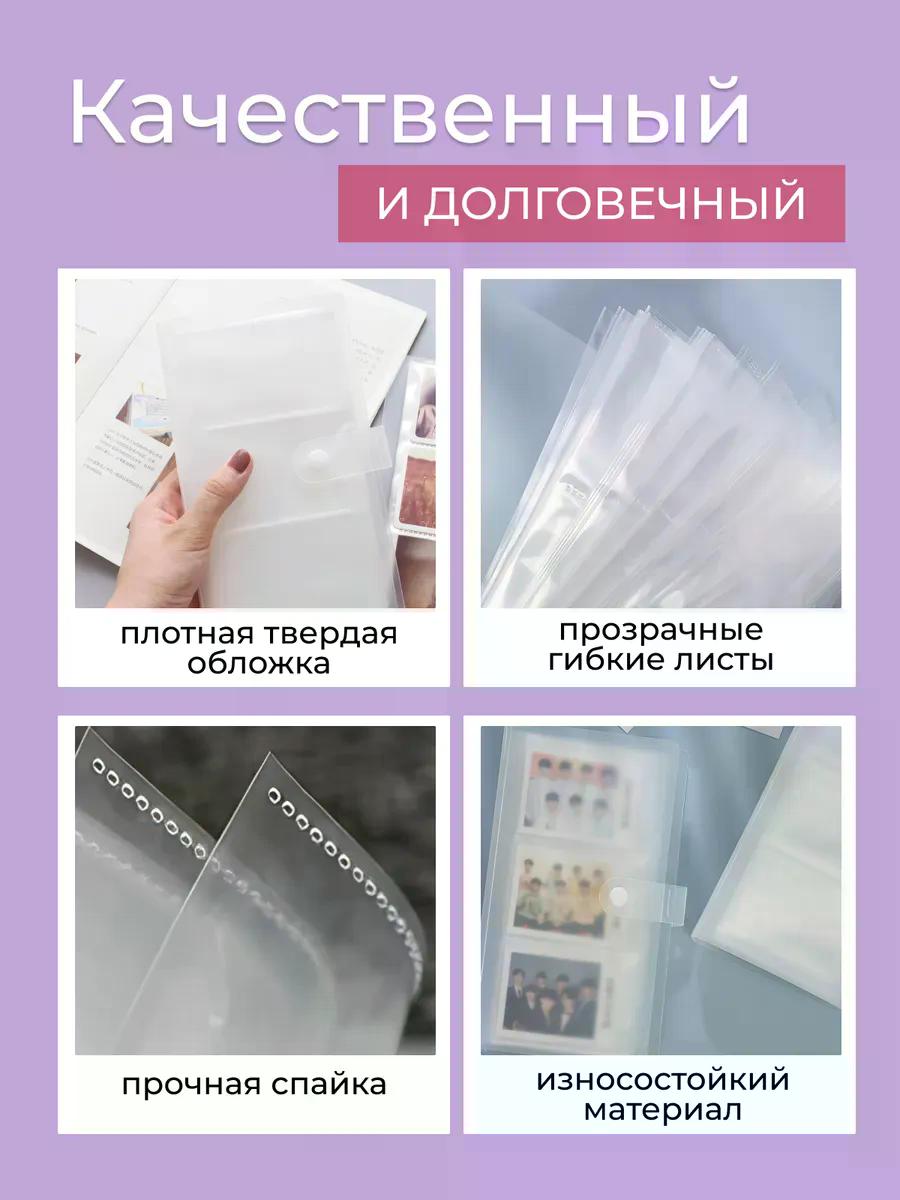 Качественный
И ДОЛГОВЕЧНЫЙ
плотная твердая
обложка
прозрачные
гибкие листы
прочная спайка
износостойкий
материал